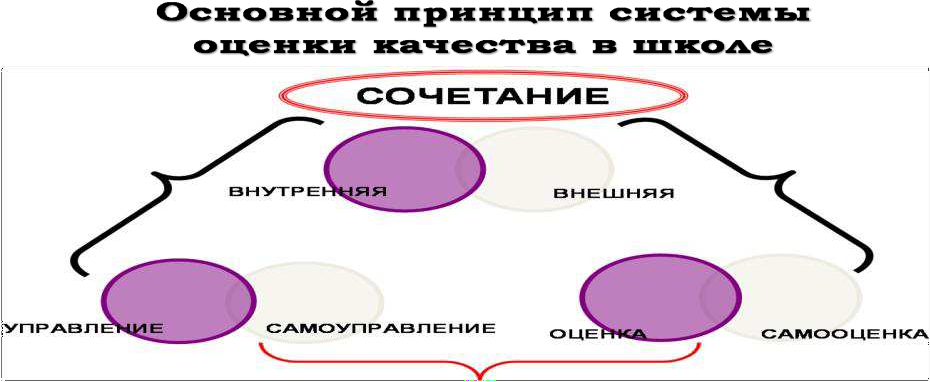 Основной принцип системы
оценки качества в школе
СОЧЕТАНИЕ
ВНУТРЕННЯЯ
ВНЕШНЯЯ
УПРАВЛЕНИЕ
САМОУПРАВЛЕНИЕ
ОЦЕНКА
САМООЦЕНКА